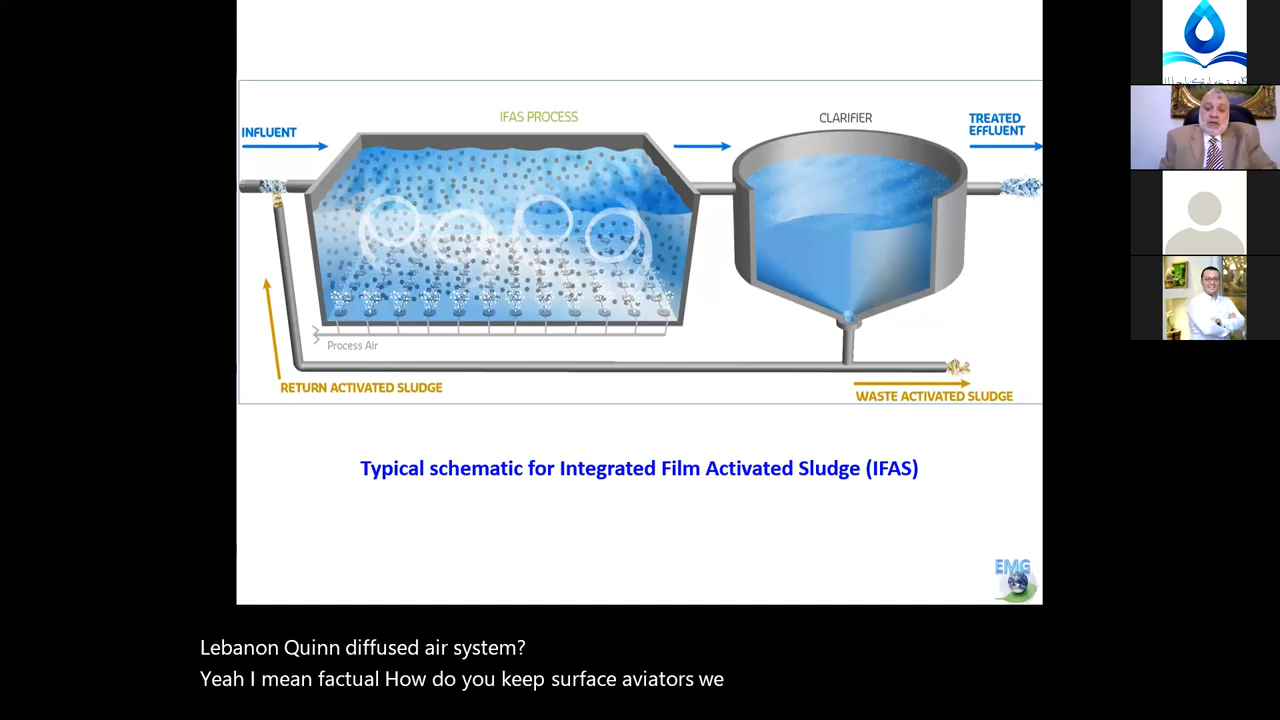 IFAS PROCESS
CLARIFIER
INFLUENT
TREATED
EFFLUENT
Process Air
RETURN ACTIVATED SLUDGE
WASTE ACTIVATED SLUDGE
Typical schematic for Integrated Film Activated Sludge (IFAS)
EMG
Lebanon Quinn diffused air system?
Yeah I mean factual How do you keep surface aviators we